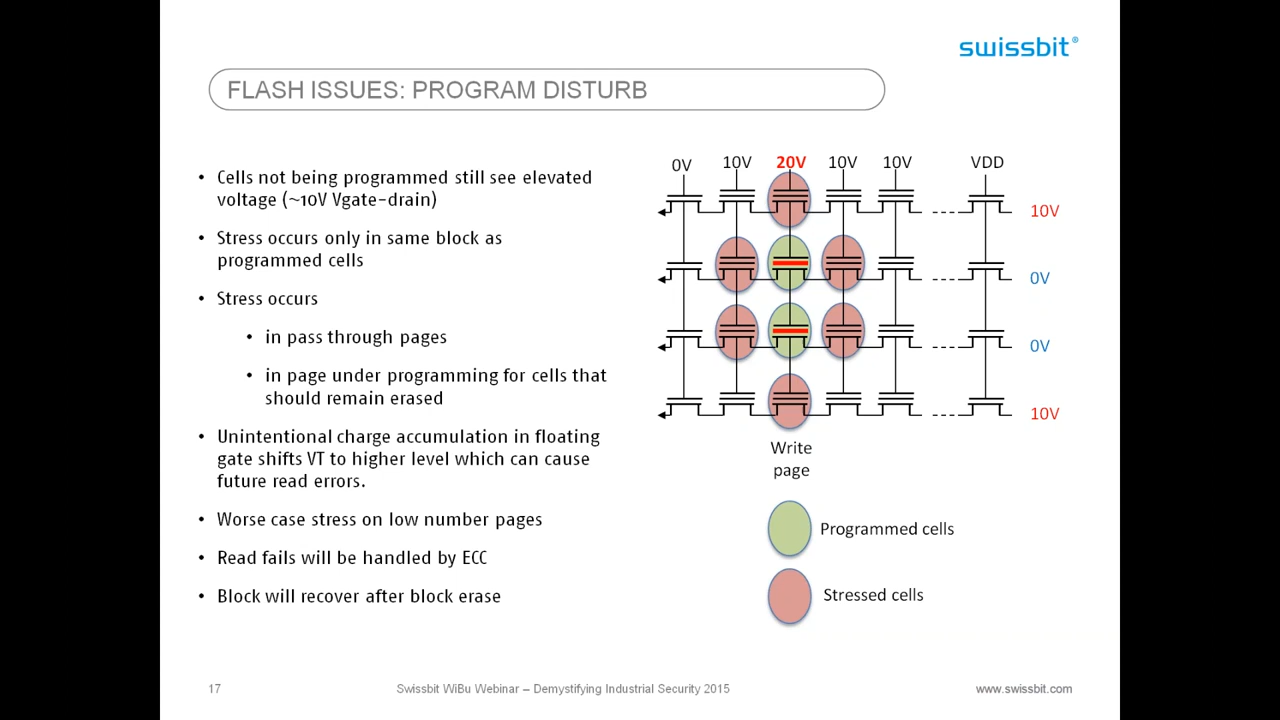 swissbit®
FLASH ISSUES: PROGRAM DISTURB
• Cells not being programmed still see elevated
voltage (~10V Vgate-drain)
• Stress occurs only in same block as
programmed cells
• Stress occurs
• in pass through pages
• in page under programming for cells that
should remain erased
• Unintentional charge accumulation in floating
gate shifts VT to higher level which can cause
future read errors.
• Worse case stress on low number pages
• Read fails will be handled by ECC
• Block will recover after block erase
0V 10V 20V 10V 10V VDD
10V
0V
0V
10V
Write
page
Programmed cells
Stressed cells
17 Swissbit WiBu Webinar – Demystifying Industrial Security 2015 www.swissbit.com